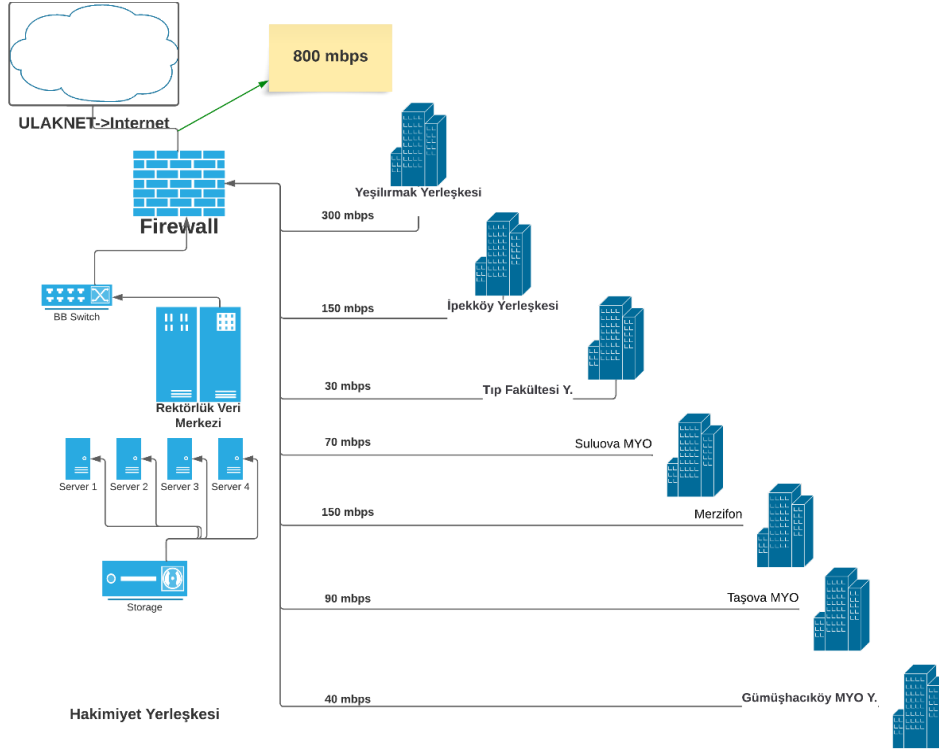 800 mbps
ULAKNET->Internet
Yeşilırmak Yerleşkesi
Firewall
300 mbps
İpekköy Yerleşkesi
150 mbps
BB Switch
30 mbps
Tıp Fakültesi Y.
Rektörlük Veri
Merkezi
70 mbps
Suluova MYO
Server 1
Server 2
Server 3
Server 4
150 mbps
Merzifon
90 mbps
Taşova MYO
Storage
40 mbps
Gümüşhacıköy MYO Y.
Hakimiyet Yerleşkesi